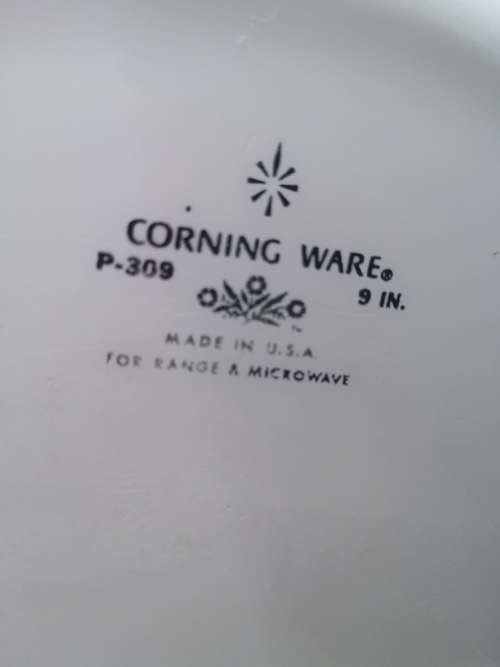 CORNING WARE®
P-309
9 IN.
MADE IN U.S.A.
FOR RANGE & MICROWAVE